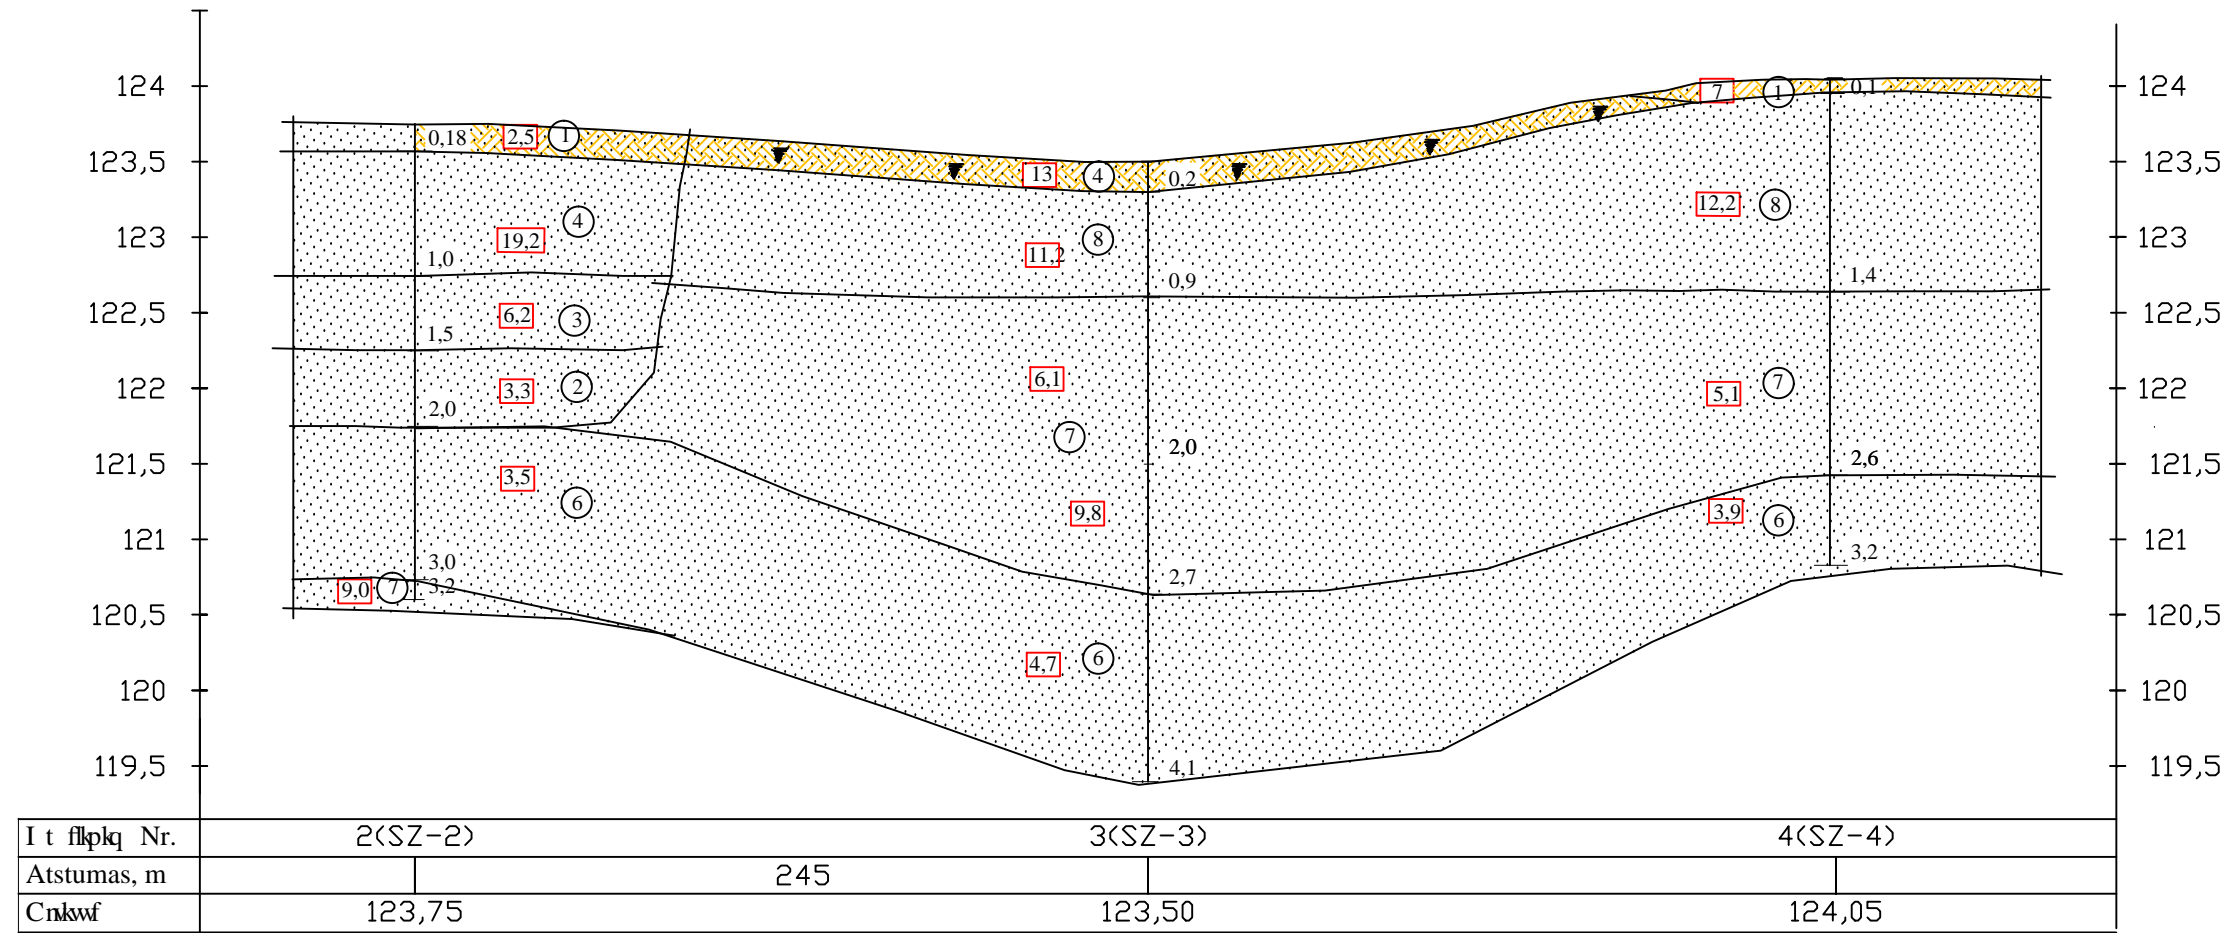 124 7 1 0,1 124
0,18 2,5 1
123,5 13 4 0,2 123,5
4 12,2 8
123 19,2 8 123
1,0 11,2 0,9 1,4
122,5 6,2 3 122,5
1,5
122 3,3 2 6,1 5,1 7 122
2,0 7 2,0 2,6
121,5 3,5 121,5
6 9,8 3,9 6
121 121
3,0 2,7 3,2
9,0 7 3,2
120,5 120,5
4,7 6
120 120
119,5 4,1 119,5
I t flkpkq Nr. 2(SZ-2) 3(SZ-3) 4(SZ-4)
Atstumas, m 245
Cnvkwf 123,75 123,50 124,05